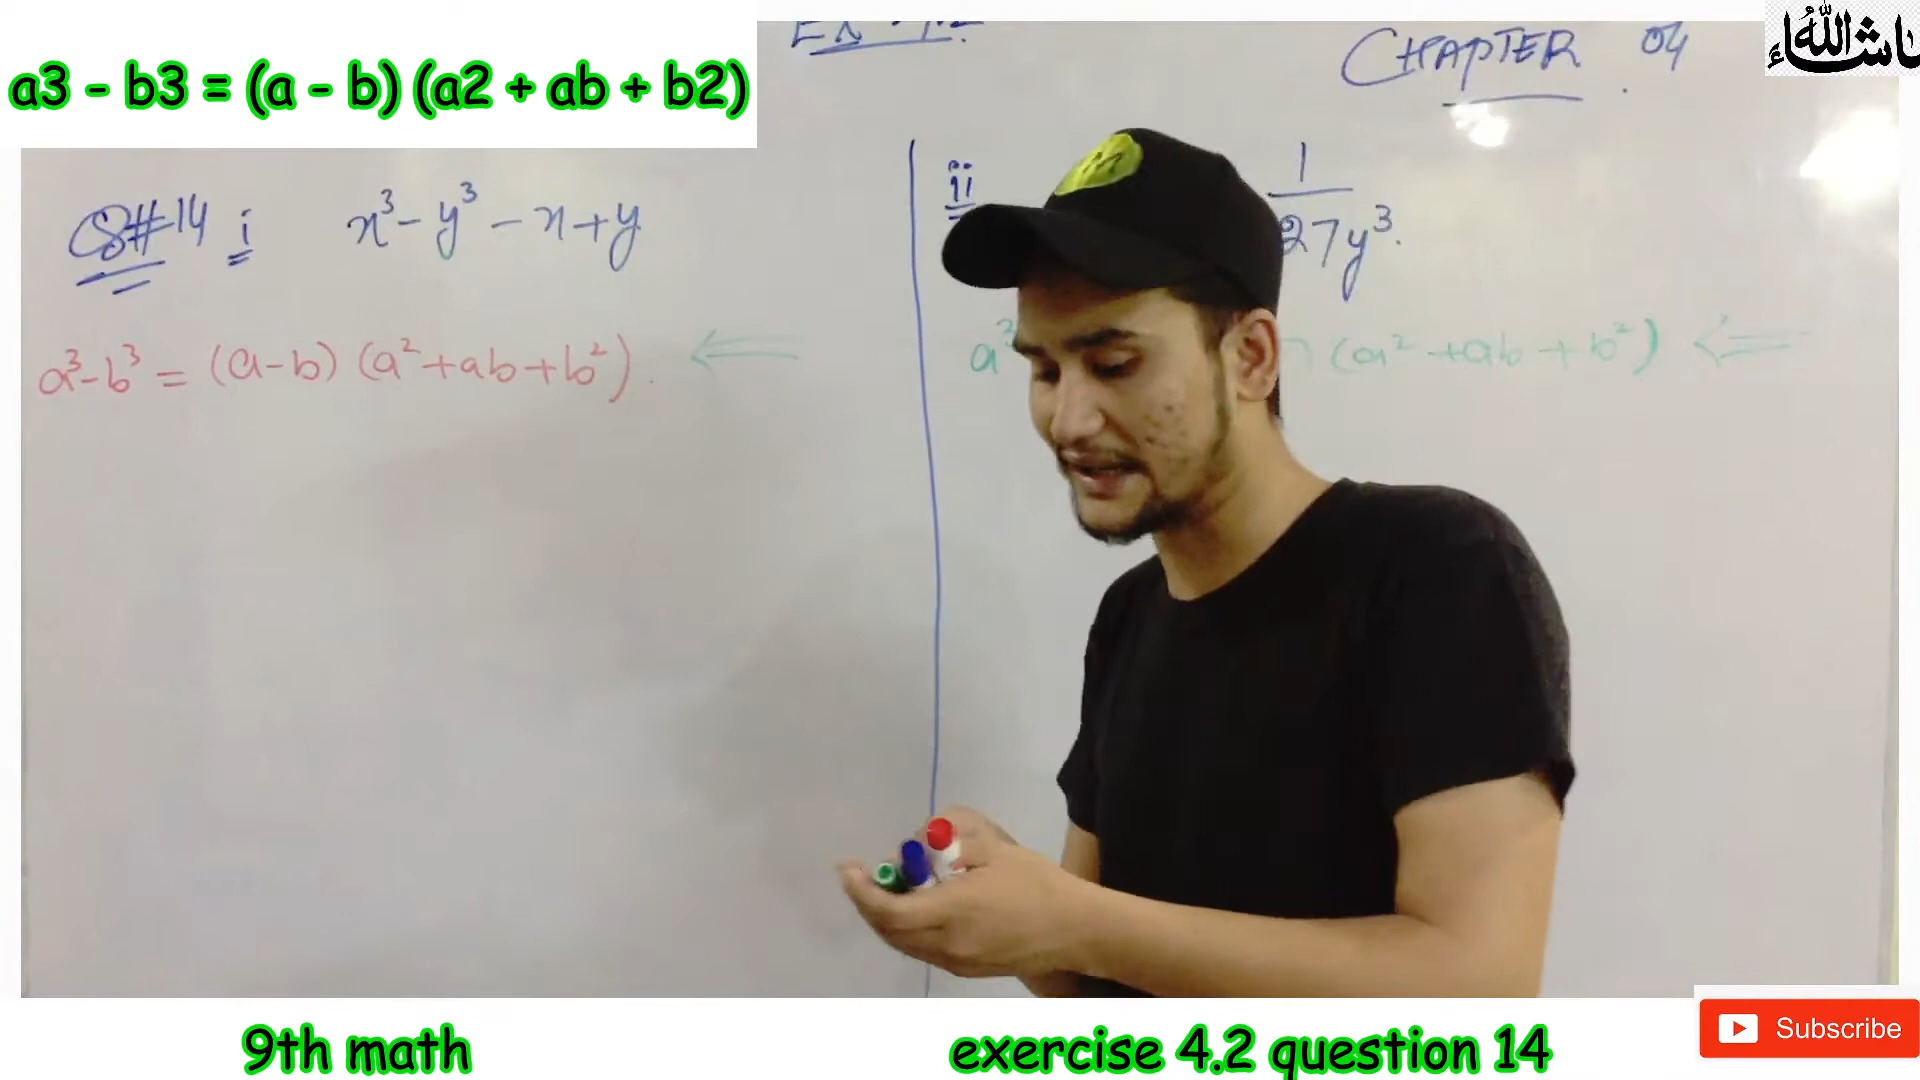 a3 - b3 = (a - b) (a2 + ab + b2)
CHAPTER 04
ماشاءالله
Q#14 i x³ - y³ - x + y
a³-b³ = (a-b) (a²+ab+b²).
ii
1
27y³.
a³
(a² + ab + b²)
9th math
exercise 4.2 question 14
Subscribe